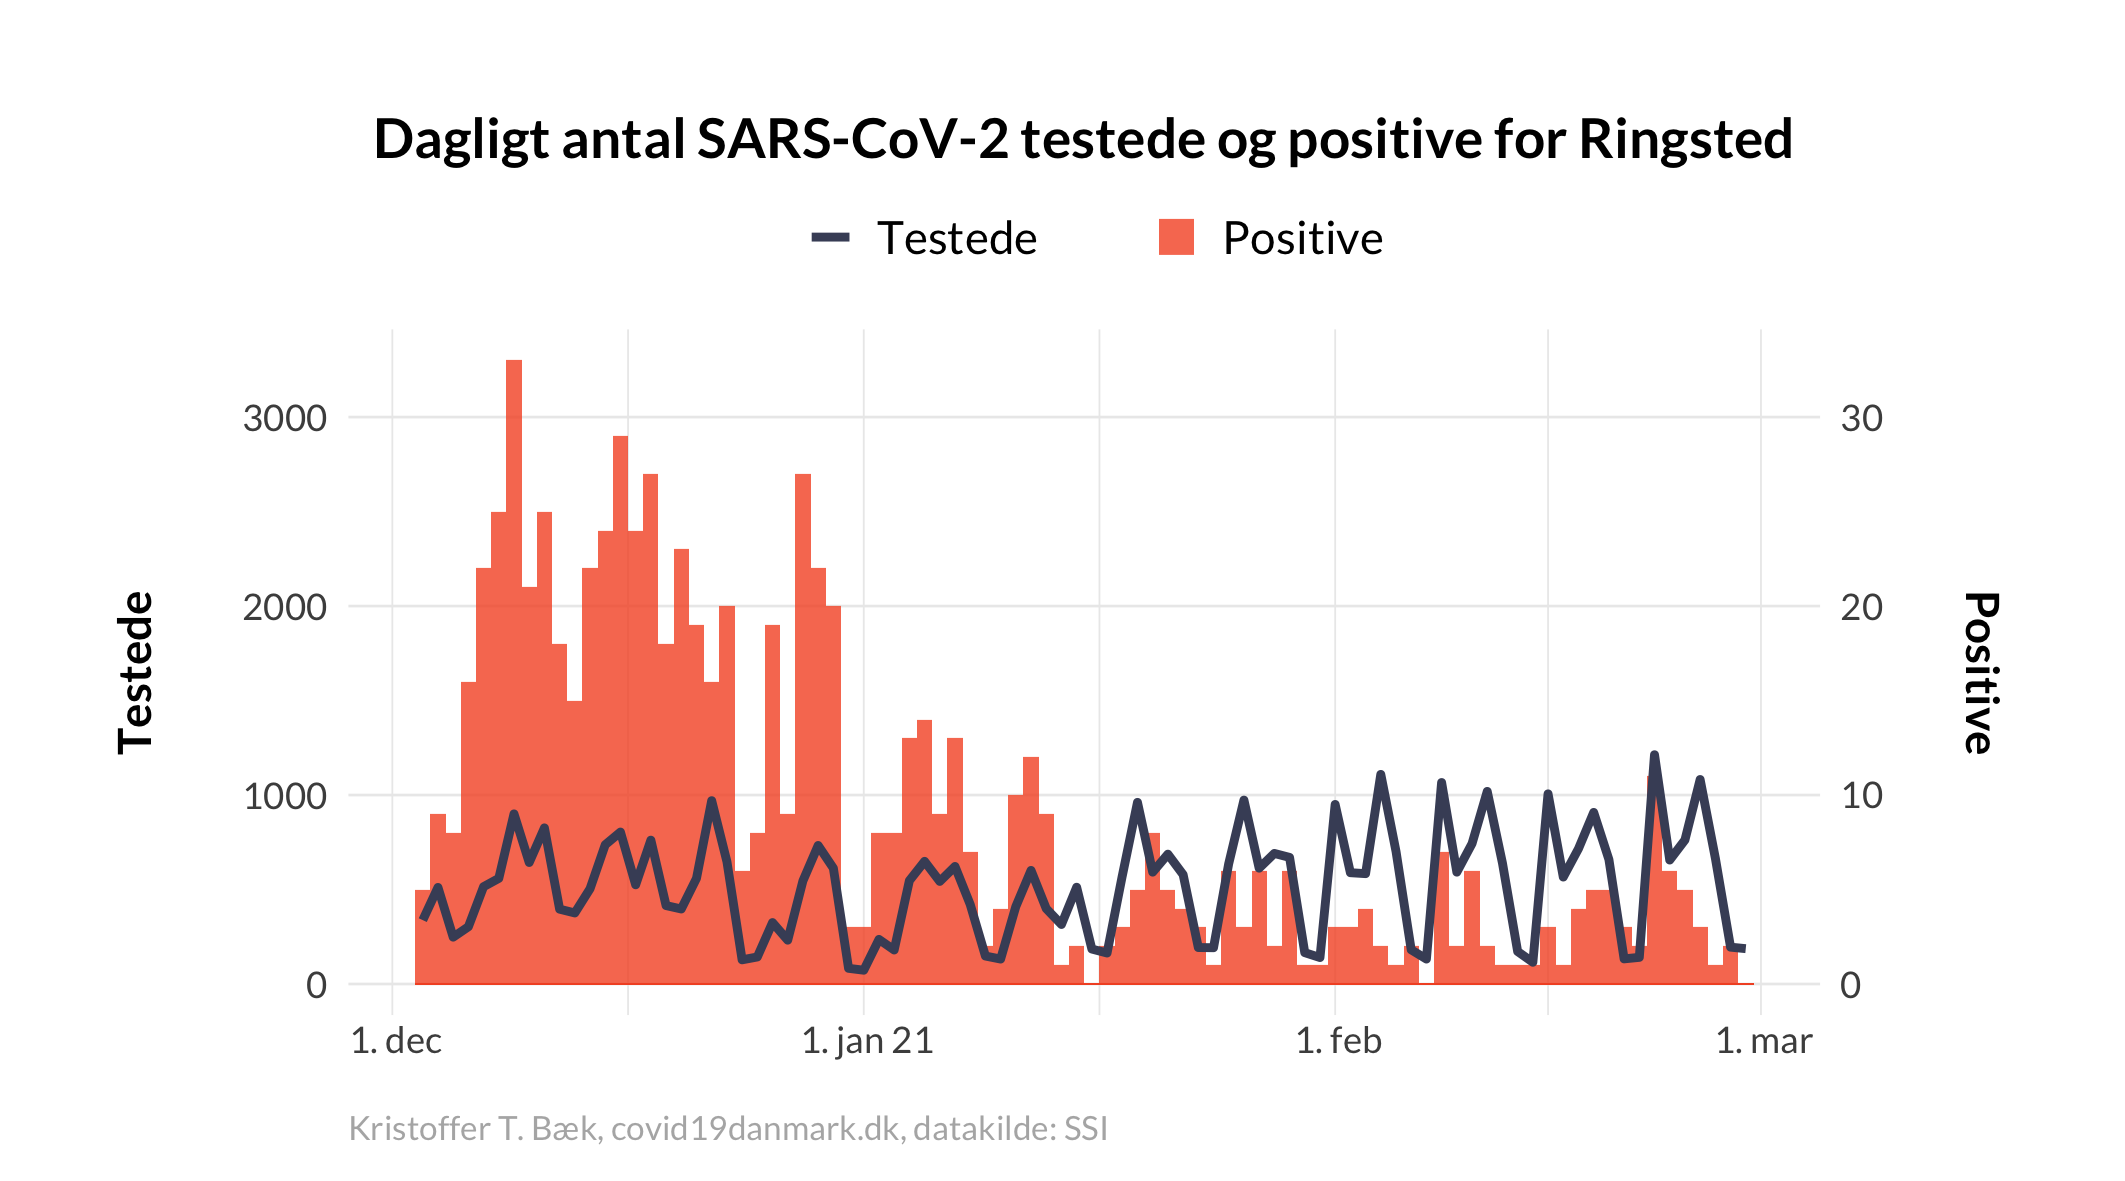 Dagligt antal SARS-CoV-2 testede og positive for Ringsted
Testede
Positive
3000
2000
1000
0
30
20
10
0
Testede
Positive
1. dec
1. jan 21
1. feb
1. mar
Kristoffer T. Bæk, covid19danmark.dk, datakilde: SSI